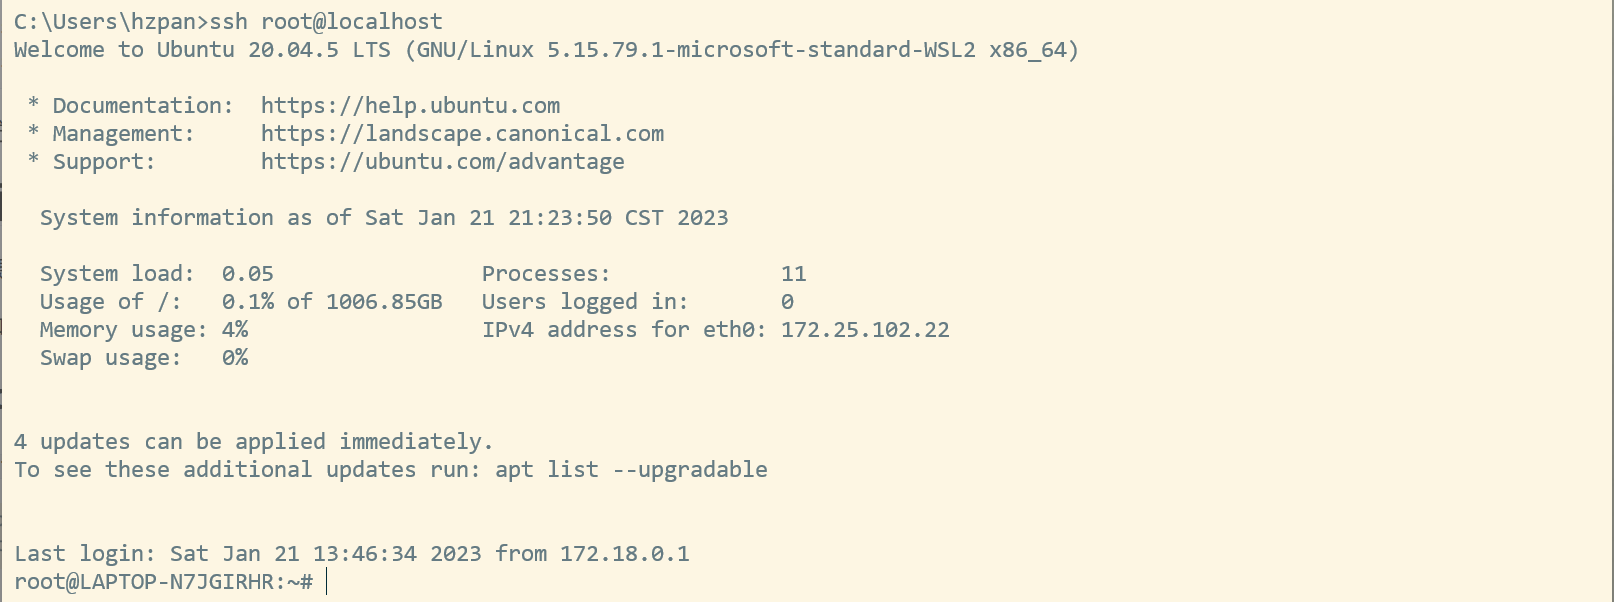 C:\Users\hzpan>ssh root@localhost
Welcome to Ubuntu 20.04.5 LTS (GNU/Linux 5.15.79.1-microsoft-standard-WSL2 x86_64)
 * Documentation:  https://help.ubuntu.com
 * Management:     https://landscape.canonical.com
 * Support:        https://ubuntu.com/advantage
  System information as of Sat Jan 21 21:23:50 CST 2023
  System load:  0.05                Processes:             11
  Usage of /:   0.1% of 1006.85GB   Users logged in:       0
  Memory usage: 4%                  IPv4 address for eth0: 172.25.102.22
  Swap usage:   0%
4 updates can be applied immediately.
To see these additional updates run: apt list --upgradable
Last login: Sat Jan 21 13:46:34 2023 from 172.18.0.1
root@LAPTOP-N7JGIRHR:~#